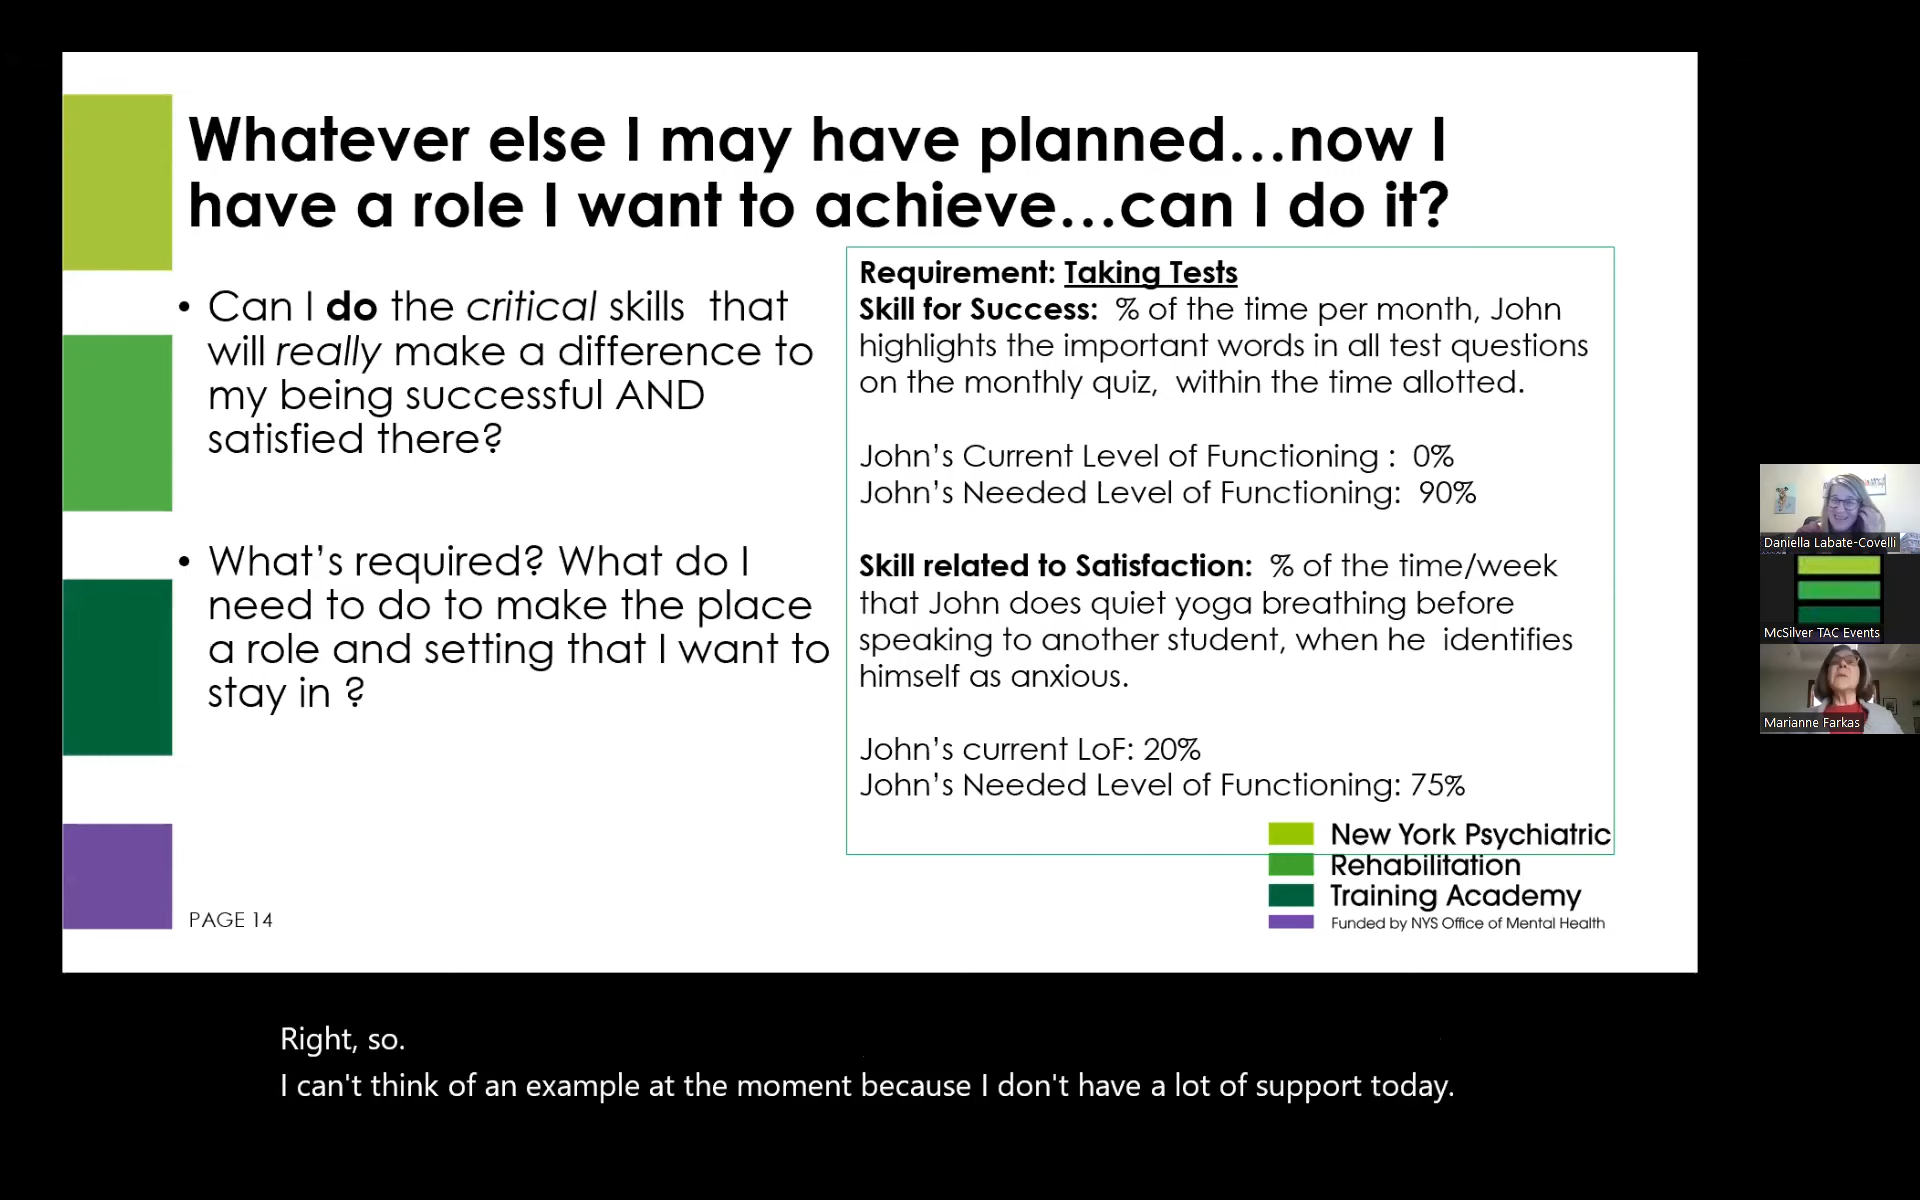 Whatever else I may have planned...now I
have a role I want to achieve...can I do it?
• Can I do the critical skills that
will really make a difference to
my being successful AND
satisfied there?
• What's required? What do I
need to do to make the place
a role and setting that I want to
stay in ?
Requirement: Taking Tests
Skill for Success: % of the time per month, John
highlights the important words in all test questions
on the monthly quiz, within the time allotted.
John's Current Level of Functioning : 0%
John's Needed Level of Functioning: 90%
Skill related to Satisfaction: % of the time/week
that John does quiet yoga breathing before
speaking to another student, when he identifies
himself as anxious.
John's current LoF: 20%
John's Needed Level of Functioning: 75%
New York Psychiatric
Rehabilitation
Training Academy
Funded by NYS Office of Mental Health
PAGE 14
Daniella Labate-Covelli
McSilver TAC Events
Marianne Farkas
Right, so.
I can't think of an example at the moment because I don't have a lot of support today.